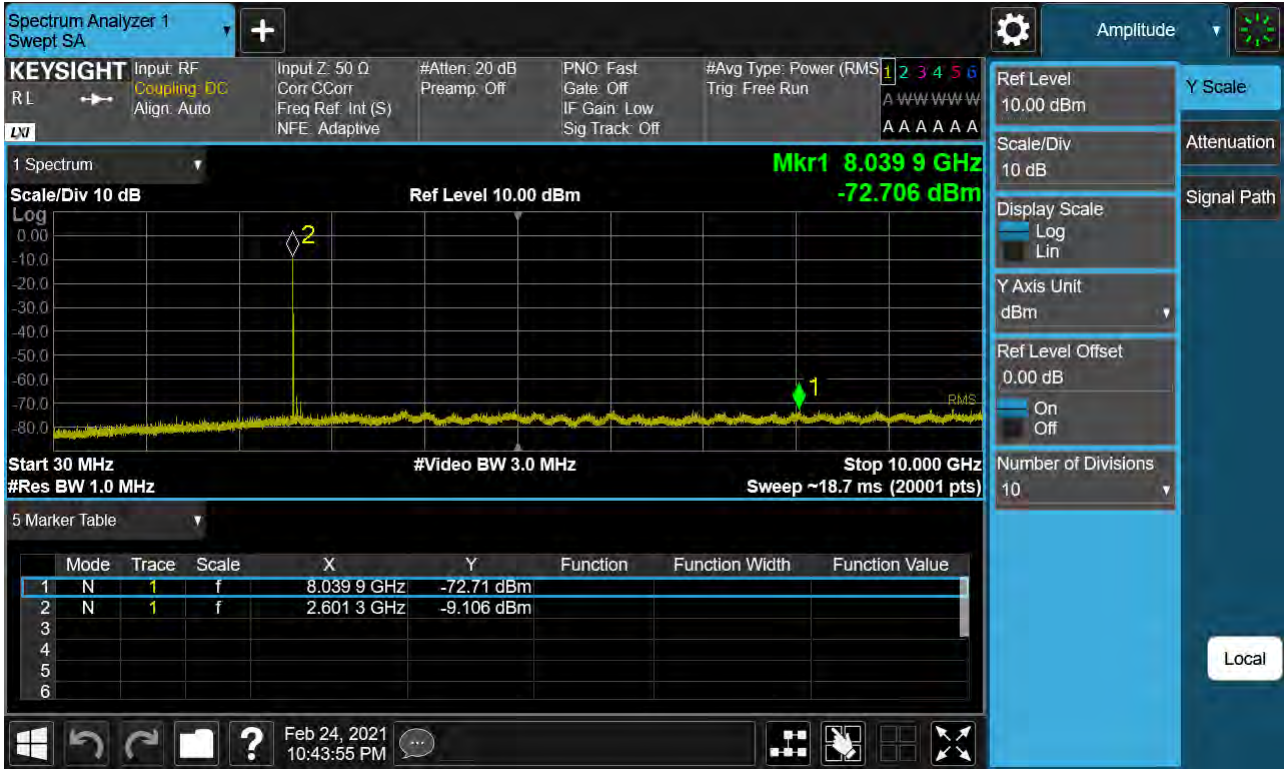 Spectrum Analyzer 1
Swept SA
Amplitude
KEYSIGHT
RL
LXI
Input: RF
Coupling: DC
Align: Auto
Input Z: 50 Ω
Corr CCorr
Freq Ref: Int (S)
NFE: Adaptive
#Atten: 20 dB
Preamp: Off
PNO: Fast
Gate: Off
IF Gain: Low
Sig Track: Off
#Avg Type: Power (RMS
Trig: Free Run
1 2 3 4 5 6
A W W W W W
A A A A A A
1 Spectrum
Mkr1 8.039 9 GHz
-72.706 dBm
Scale/Div 10 dB
Ref Level 10.00 dBm
Log
0.00
-10.0
-20.0
-30.0
-40.0
-50.0
-60.0
-70.0
-80.0
2
1
RMS
Start 30 MHz
#Video BW 3.0 MHz
Stop 10.000 GHz
#Res BW 1.0 MHz
Sweep ~18.7 ms (20001 pts)
5 Marker Table
Mode Trace Scale X Y Function Function Width Function Value
1 N 1 f 8.039 9 GHz -72.71 dBm
2 N 1 f 2.601 3 GHz -9.106 dBm
3
4
5
6
Feb 24, 2021
10:43:55 PM
Ref Level
10.00 dBm
Scale/Div
10 dB
Display Scale
Log
Lin
Y Axis Unit
dBm
Ref Level Offset
0.00 dB
On
Off
Number of Divisions
10
Y Scale
Attenuation
Signal Path
Local